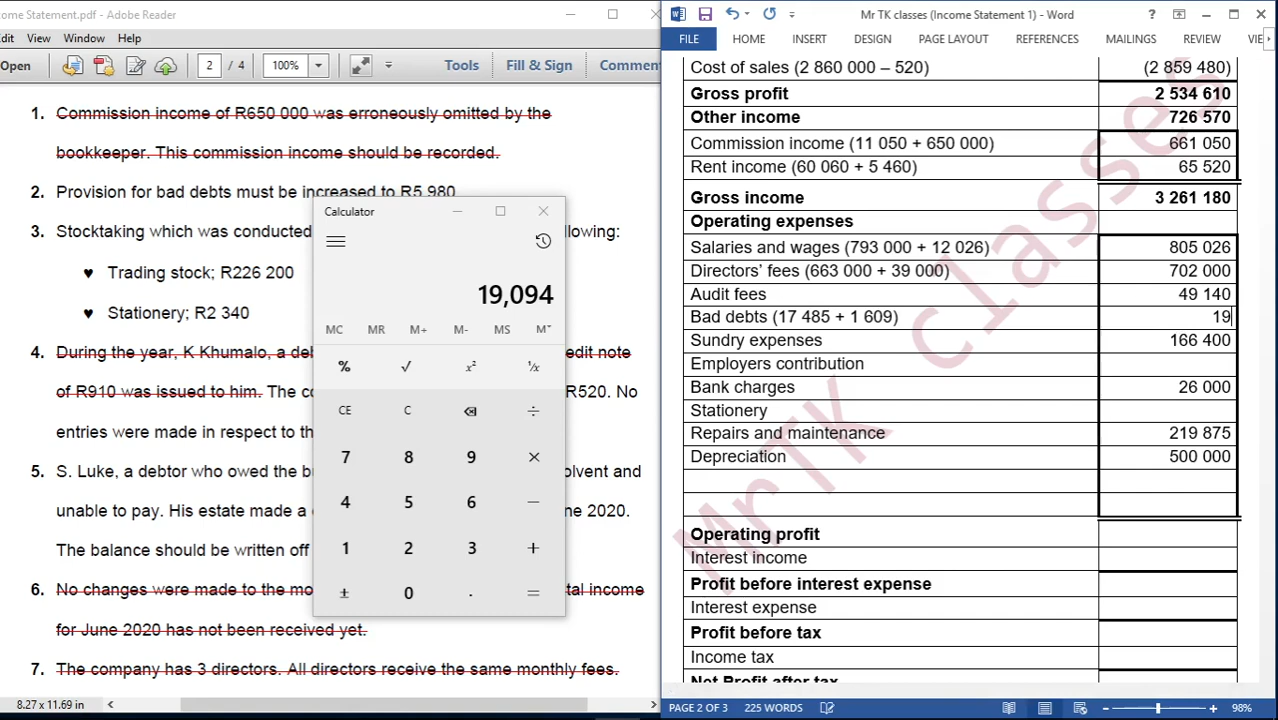 ome Statement.pdf - Adobe Reader
Edit View Window Help
Open 2 / 4 100% Tools Fill & Sign Commen
1. Commission income of R650 000 was erroneously omitted by the
bookkeeper. This commission income should be recorded.
2. Provision for bad debts must be increased to R5 980.
3. Stocktaking which was conducted llowing:
♥ Trading stock; R226 200
♥ Stationery; R2 340
4. During the year, K Khumalo, a deb edit note
of R910 was issued to him. The co R520. No
entries were made in respect to th
5. S. Luke, a debtor who owed the b solvent and
unable to pay. His estate made a ne 2020.
The balance should be written off
6. No changes were made to the mo tal income
for June 2020 has not been received yet.
7. The company has 3 directors. All directors receive the same monthly fees.
8.27 x 11.69 in
Calculator
19,094
MC MR M+ M- MS M˅
% √ x² ¹/x
CE C ⌫ ÷
7 8 9 ×
4 5 6 −
1 2 3 +
± 0 . =
Mr TK classes (Income Statement 1) - Word
FILE HOME INSERT DESIGN PAGE LAYOUT REFERENCES MAILINGS REVIEW VIE
Cost of sales (2 860 000 – 520) (2 859 480)
Gross profit 2 534 610
Other income 726 570
Commission income (11 050 + 650 000) 661 050
Rent income (60 060 + 5 460) 65 520
Gross income 3 261 180
Operating expenses
Salaries and wages (793 000 + 12 026) 805 026
Directors’ fees (663 000 + 39 000) 702 000
Audit fees 49 140
Bad debts (17 485 + 1 609) 19
Sundry expenses 166 400
Employers contribution
Bank charges 26 000
Stationery
Repairs and maintenance 219 875
Depreciation 500 000
Operating profit
Interest income
Profit before interest expense
Interest expense
Profit before tax
Income tax
Net Profit after tax
MrTK classes
PAGE 2 OF 3 225 WORDS 98%